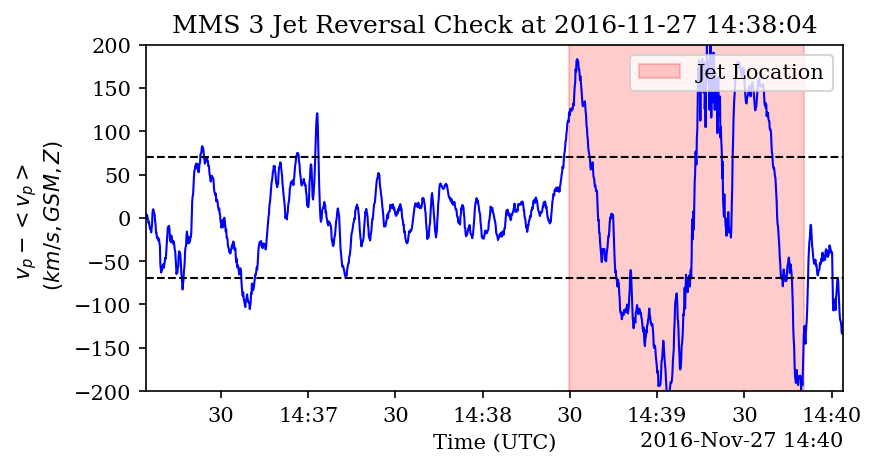 MMS 3 Jet Reversal Check at 2016-11-27 14:38:04
v_p − < v_p >
(km/s, GSM, Z)
200
150
100
50
0
−50
−100
−150
−200
Jet Location
30 14:37 30 14:38 30 14:39 30 14:40
Time (UTC) 2016-Nov-27 14:40